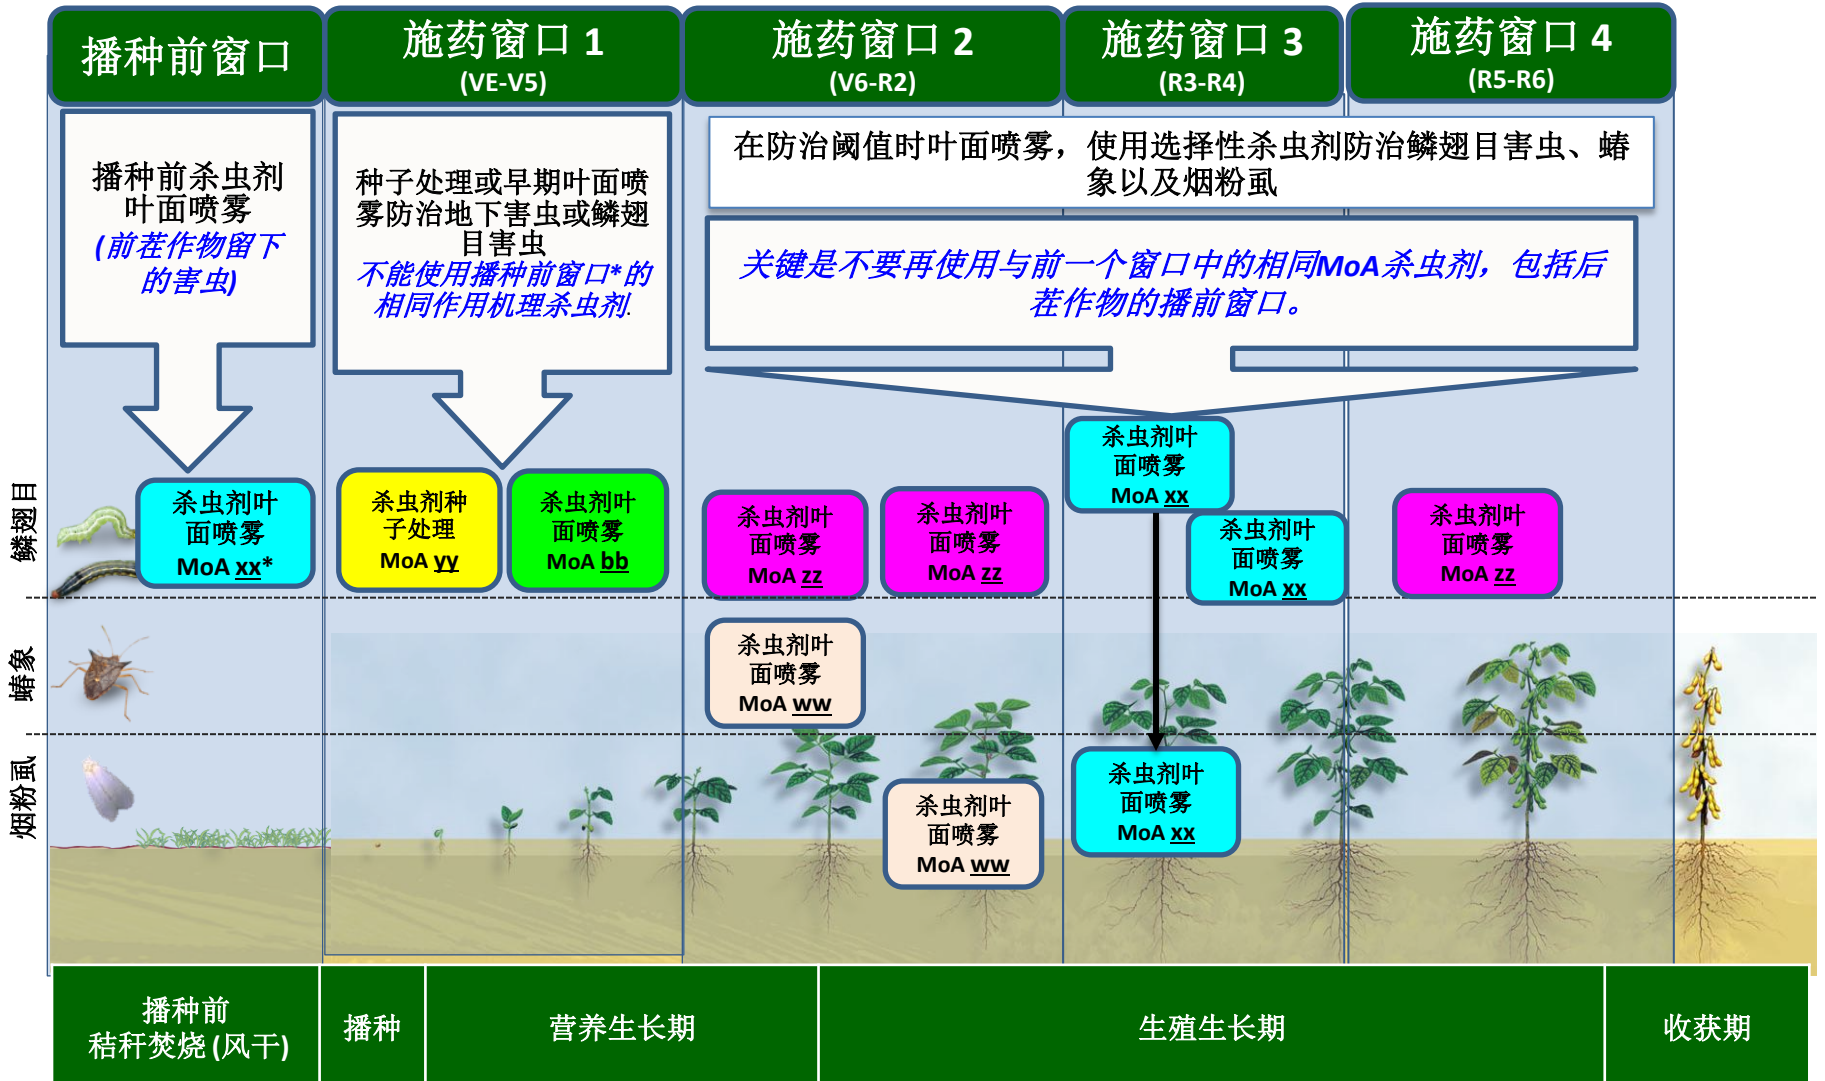 播种前窗口
施药窗口 1
(VE-V5)
施药窗口 2
(V6-R2)
施药窗口 3
(R3-R4)
施药窗口 4
(R5-R6)
播种前杀虫剂
叶面喷雾
(前茬作物留下
的害虫)
种子处理或早期叶面喷
雾防治地下害虫或鳞翅
目害虫
不能使用播种前窗口*的
相同作用机理杀虫剂.
在防治阈值时叶面喷雾，使用选择性杀虫剂防治鳞翅目害虫、蝽
象以及烟粉虱
关键是不要再使用与前一个窗口中的相同MoA杀虫剂，包括后
茬作物的播前窗口。
鳞翅目
杀虫剂叶
面喷雾
MoA xx*
杀虫剂种
子处理
MoA yy
杀虫剂叶
面喷雾
MoA bb
杀虫剂叶
面喷雾
MoA zz
杀虫剂叶
面喷雾
MoA zz
杀虫剂叶
面喷雾
MoA xx
杀虫剂叶
面喷雾
MoA xx
杀虫剂叶
面喷雾
MoA zz
蝽象
杀虫剂叶
面喷雾
MoA ww
烟粉虱
杀虫剂叶
面喷雾
MoA ww
杀虫剂叶
面喷雾
MoA xx
播种前
秸秆焚烧 (风干)
播种
营养生长期
生殖生长期
收获期